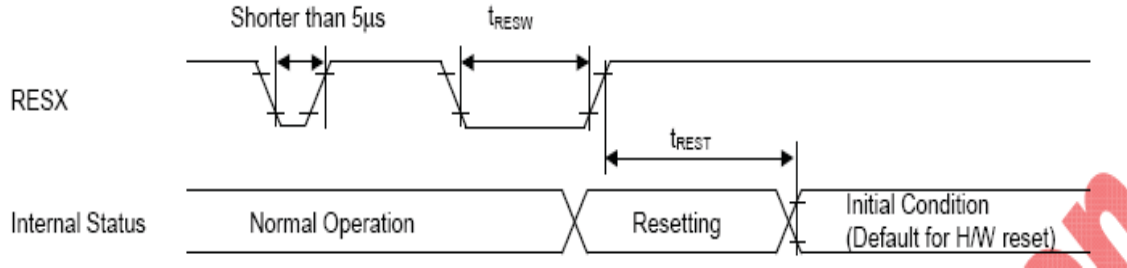 Shorter than 5µs
tRESW
RESX
tREST
Internal Status
Normal Operation
Resetting
Initial Condition
(Default for H/W reset)